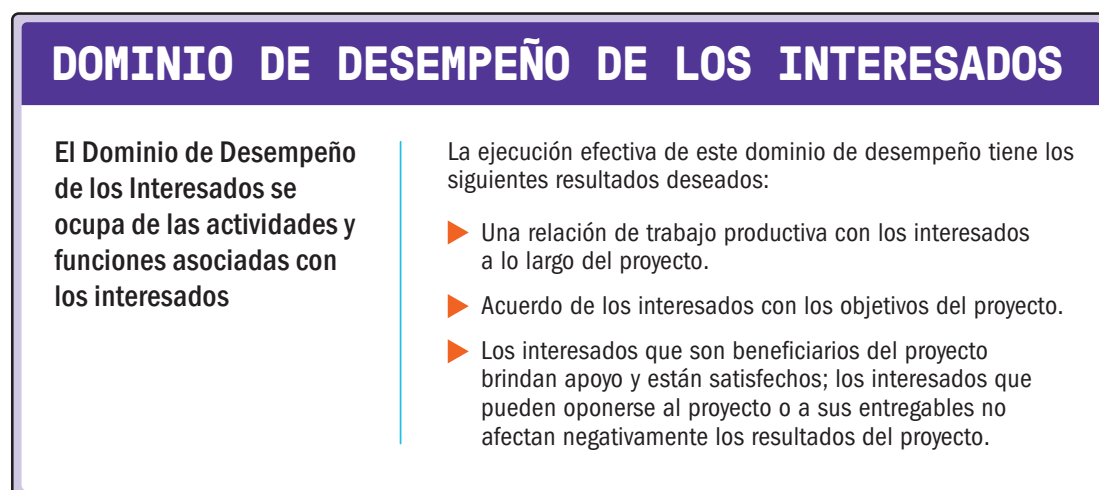 DOMINIO DE DESEMPEÑO DE LOS INTERESADOS
El Dominio de Desempeño
de los Interesados se
ocupa de las actividades y
funciones asociadas con
los interesados
La ejecución efectiva de este dominio de desempeño tiene los
siguientes resultados deseados:
Una relación de trabajo productiva con los interesados
a lo largo del proyecto.
Acuerdo de los interesados con los objetivos del proyecto.
Los interesados que son beneficiarios del proyecto
brindan apoyo y están satisfechos; los interesados que
pueden oponerse al proyecto o a sus entregables no
afectan negativamente los resultados del proyecto.